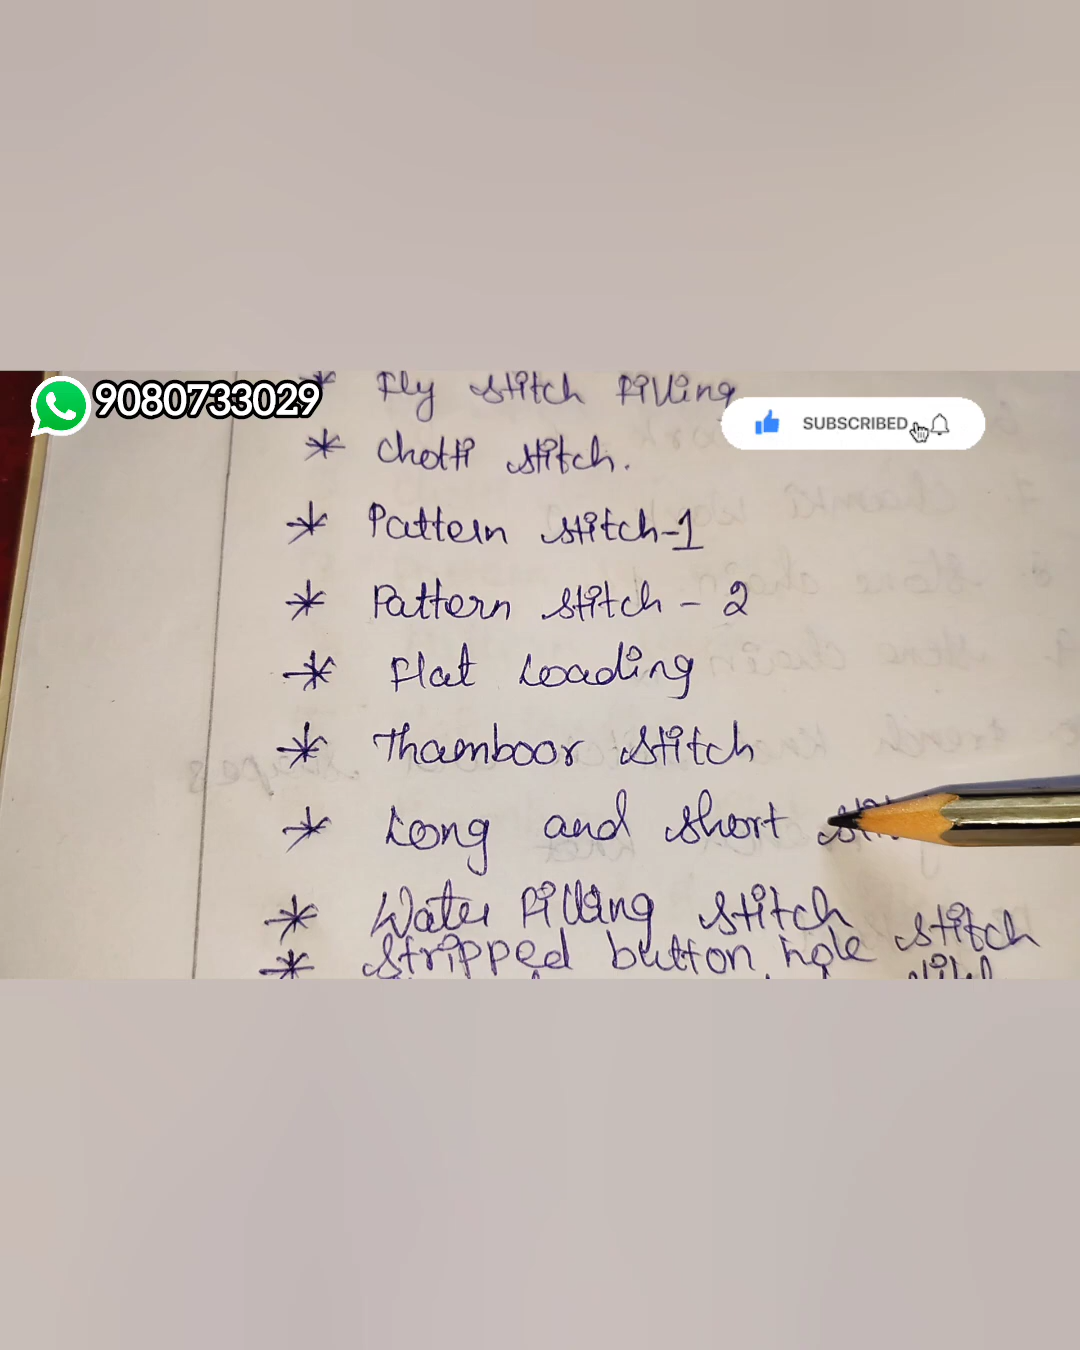 9080733029
* Fly stitch filling
SUBSCRIBED
* Chotti stitch.
* Pattern stitch-1
* Pattern stitch - 2
* Flat Loading
* Thamboor stitch
* Long and short
* Water filling stitch
* stripped button hole stitch